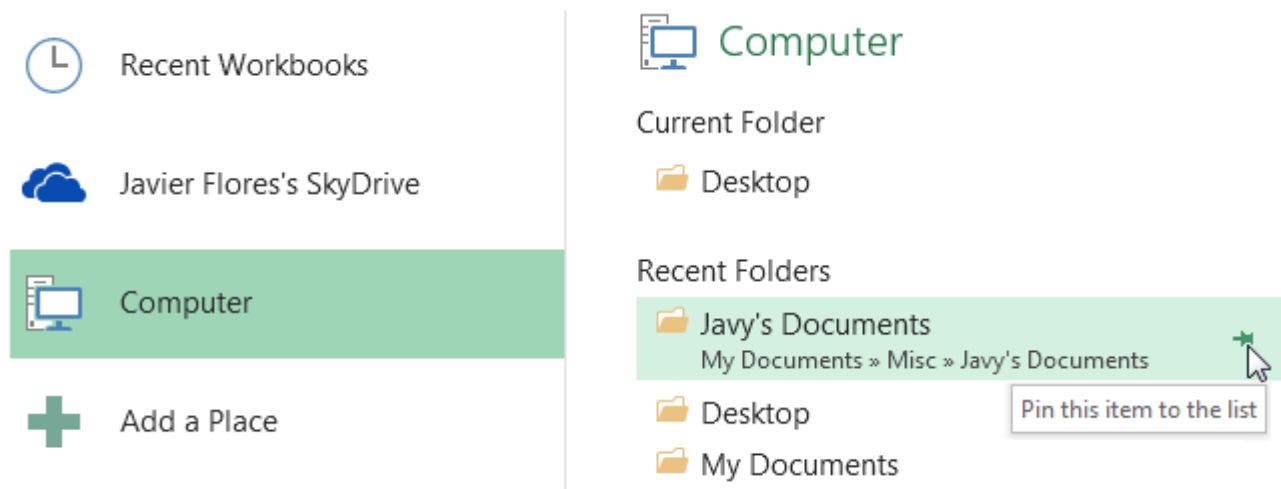 Recent Workbooks
Javier Flores's SkyDrive
Computer
Add a Place
Computer
Current Folder
Desktop
Recent Folders
Javy's Documents
My Documents » Misc » Javy's Documents
Pin this item to the list
Desktop
My Documents